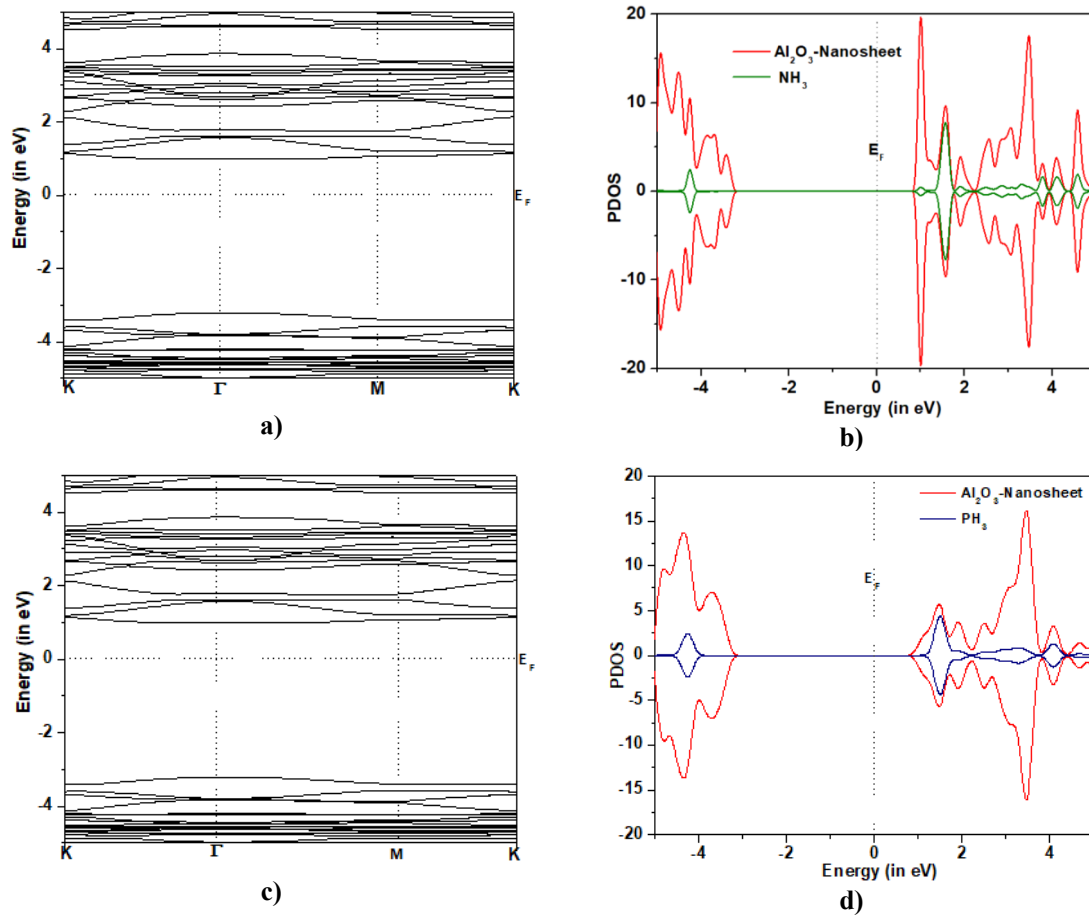 Energy (in eV)
4
2
0
-2
-4
K
Γ
M
K
E_F
a)
PDOS
20
10
0
-10
-20
Al₂O₃-Nanosheet
NH₃
E_F
-4
-2
0
2
4
Energy (in eV)
b)
Energy (in eV)
4
2
0
-2
-4
K
Γ
M
K
E_F
c)
PDOS
20
15
10
5
0
-5
-10
-15
-20
Al₂O₃-Nanosheet
PH₃
E_F
-4
-2
0
2
4
Energy (in eV)
d)